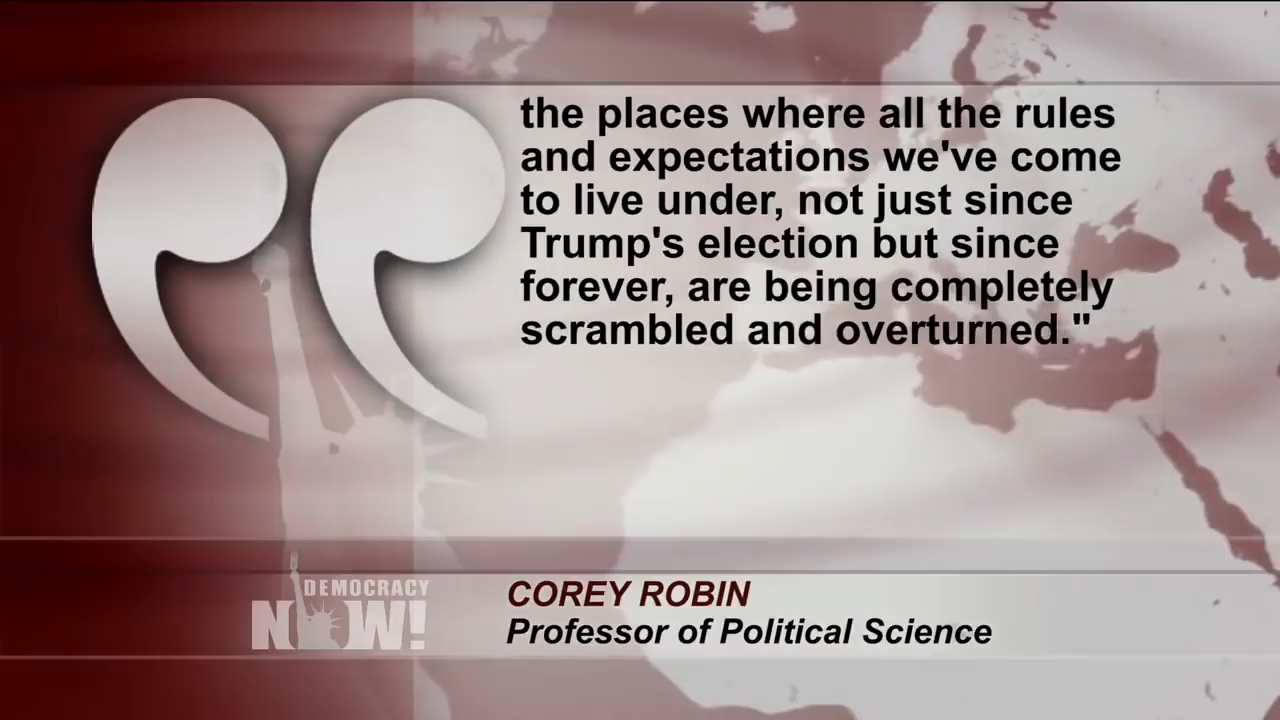 the places where all the rules
and expectations we've come
to live under, not just since
Trump's election but since
forever, are being completely
scrambled and overturned."
DEMOCRACY
NOW!
COREY ROBIN
Professor of Political Science